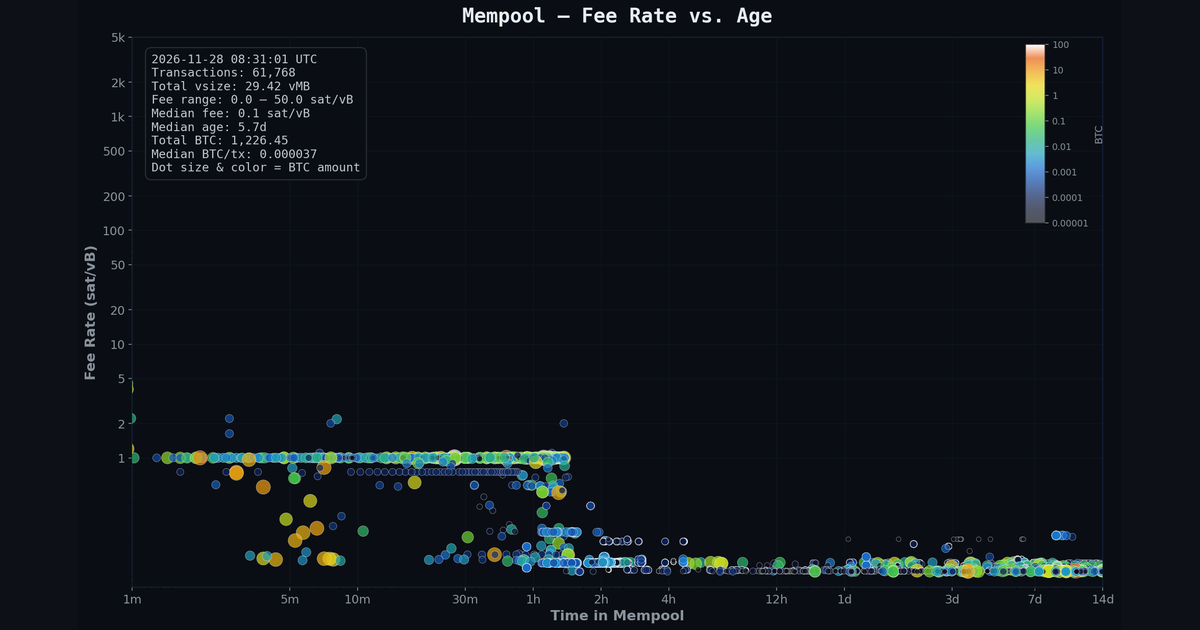 Mempool — Fee Rate vs. Age
2026-11-28 08:31:01 UTC
Transactions: 61,768
Total vsize: 29.42 vMB
Fee range: 0.0 — 50.0 sat/vB
Median fee: 0.1 sat/vB
Median age: 5.7d
Total BTC: 1,226.45
Median BTC/tx: 0.000037
Dot size & color = BTC amount
100
10
1
0.1
0.01
0.001
0.0001
0.00001
BTC
Fee Rate (sat/vB)
5k
2k
1k
500
200
100
50
20
10
5
2
1
1m
5m
10m
30m
1h
2h
4h
12h
1d
3d
7d
14d
Time in Mempool